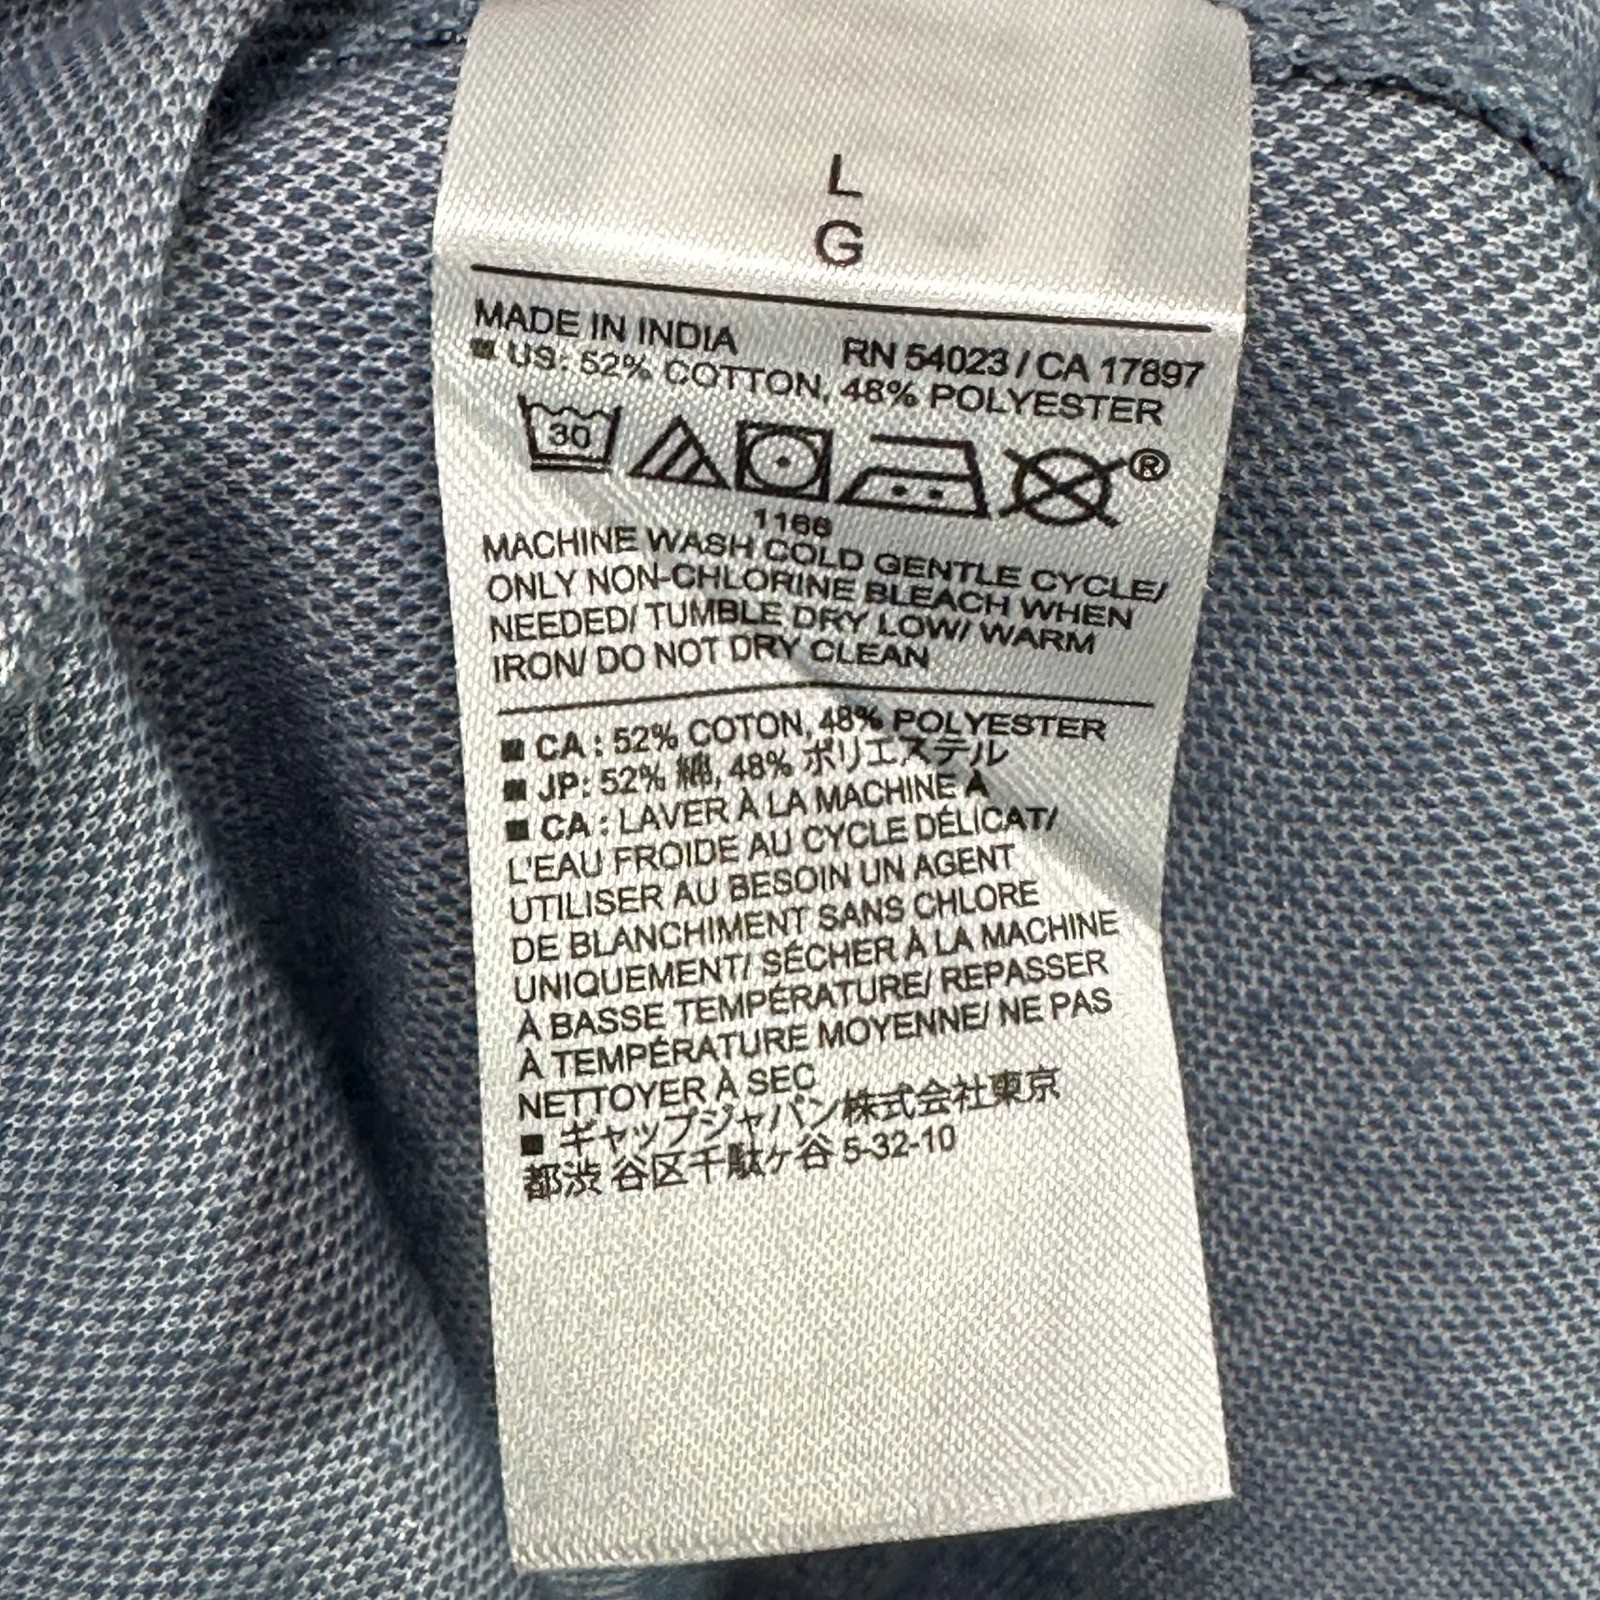 L
G
MADE IN INDIA RN 54023 / CA 17897
■ US: 52% COTTON, 48% POLYESTER
30 ®
1166
MACHINE WASH COLD GENTLE CYCLE/
ONLY NON-CHLORINE BLEACH WHEN
NEEDED/ TUMBLE DRY LOW/ WARM
IRON/ DO NOT DRY CLEAN
■ CA : 52% COTON, 48% POLYESTER
■ JP: 52% 綿, 48% ポリエステル
■ CA : LAVER À LA MACHINE À
L'EAU FROIDE AU CYCLE DÉLICAT/
UTILISER AU BESOIN UN AGENT
DE BLANCHIMENT SANS CHLORE
UNIQUEMENT/ SÉCHER À LA MACHINE
À BASSE TEMPÉRATURE/ REPASSER
À TEMPÉRATURE MOYENNE/ NE PAS
NETTOYER À SEC
■ ギャップジャパン株式会社東京
都渋 谷区千駄ヶ谷 5-32-10